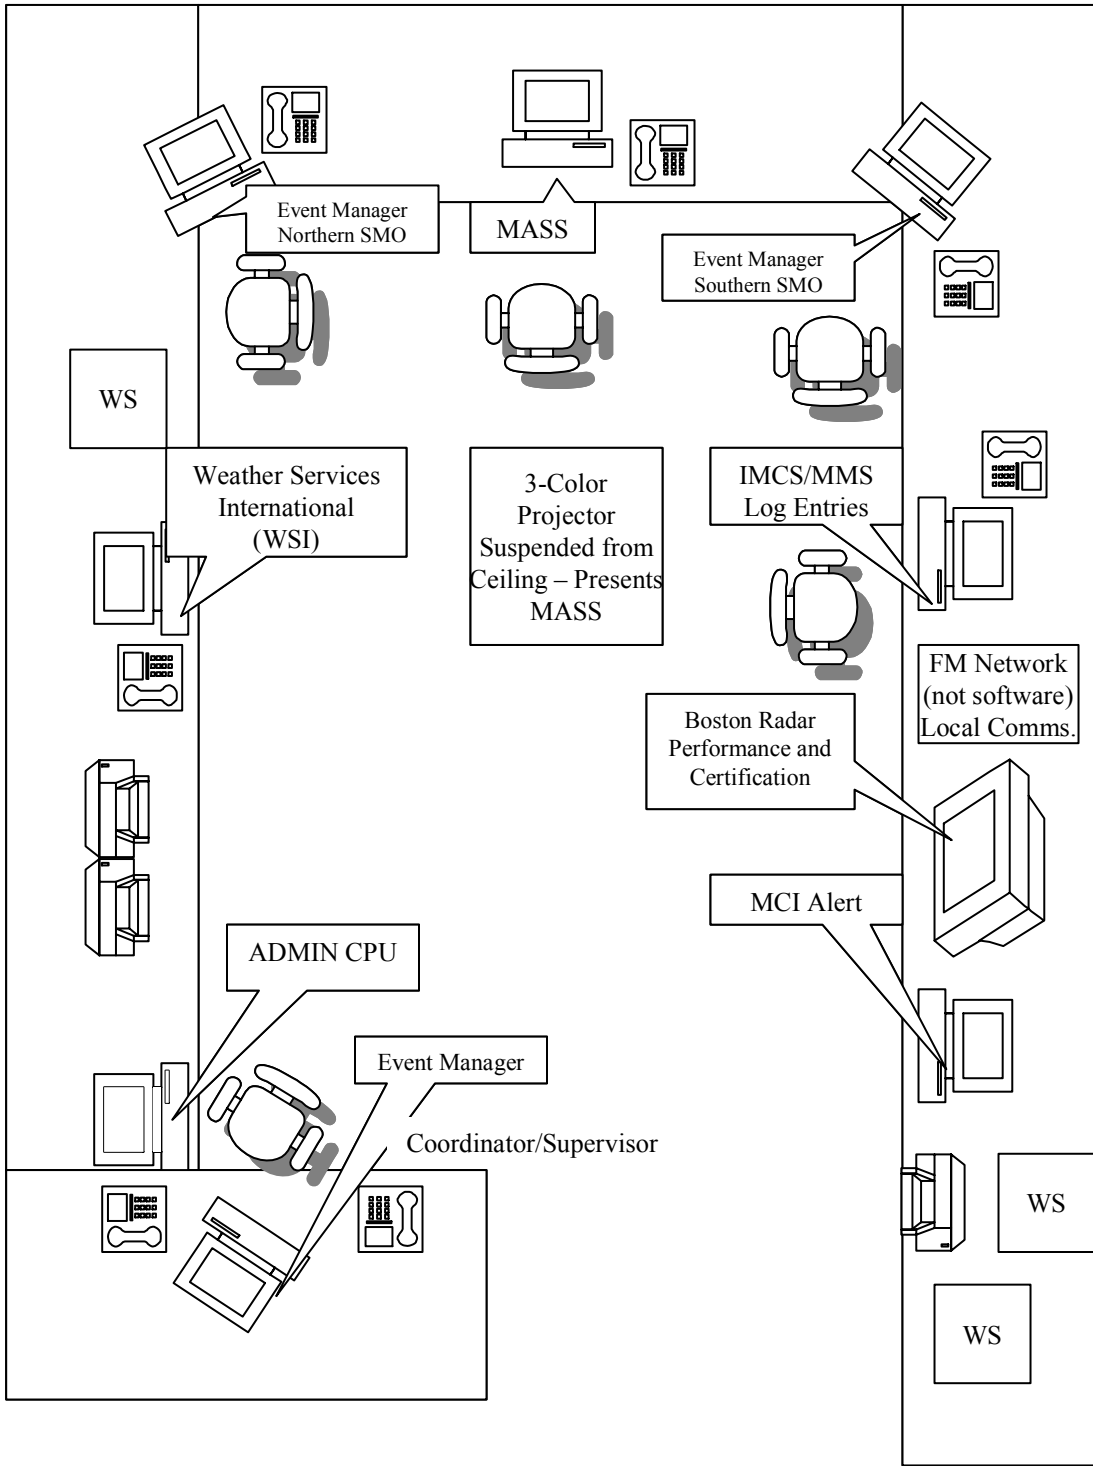 Event Manager
Northern SMO
MASS
Event Manager
Southern SMO
WS
Weather Services
International
(WSI)
3-Color
Projector
Suspended from
Ceiling – Presents
MASS
IMCS/MMS
Log Entries
FM Network
(not software)
Local Comms.
Boston Radar
Performance and
Certification
MCI Alert
ADMIN CPU
Event Manager
Coordinator/Supervisor
WS
WS